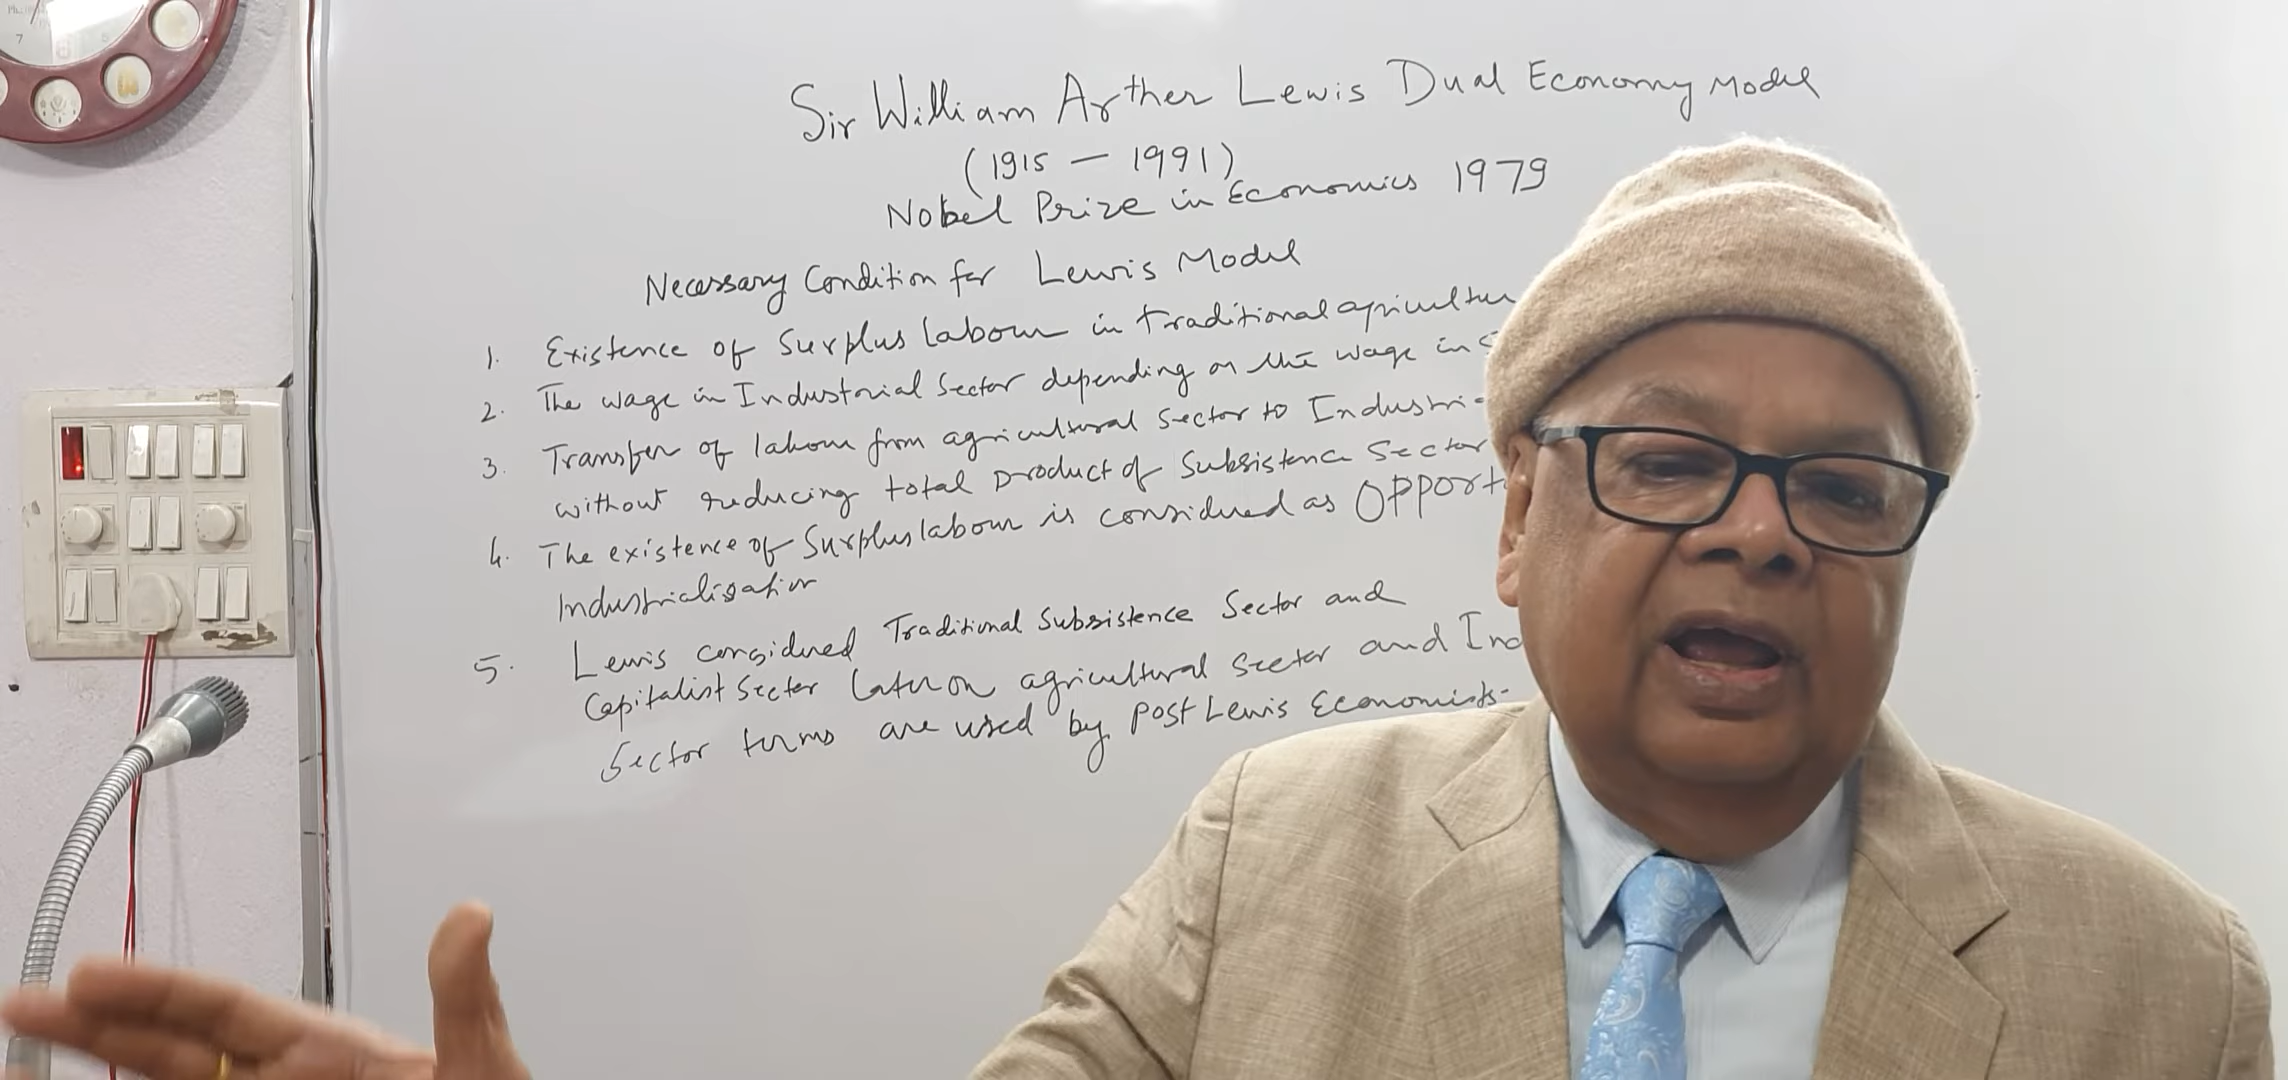 Sir William Arther Lewis Dual Economy Model
(1915 — 1991)
Nobel Prize in Economics 1979
Necessary Condition for Lewis Model
1. Existence of Surplus labour in traditional agricultur
2. The wage in Industrial Sector depending on the wage in
3. Transfer of labour from agricultural Sector to Industri
without reducing total product of Subsistence Sector
4. The existence of Surplus labour is considered as Opport
Industrialisation
5. Lewis considered Traditional Subsistence Sector and
Capitalist Sector later on agricultural Sector and Ind
Sector terms are used by post Lewis Economists.
7